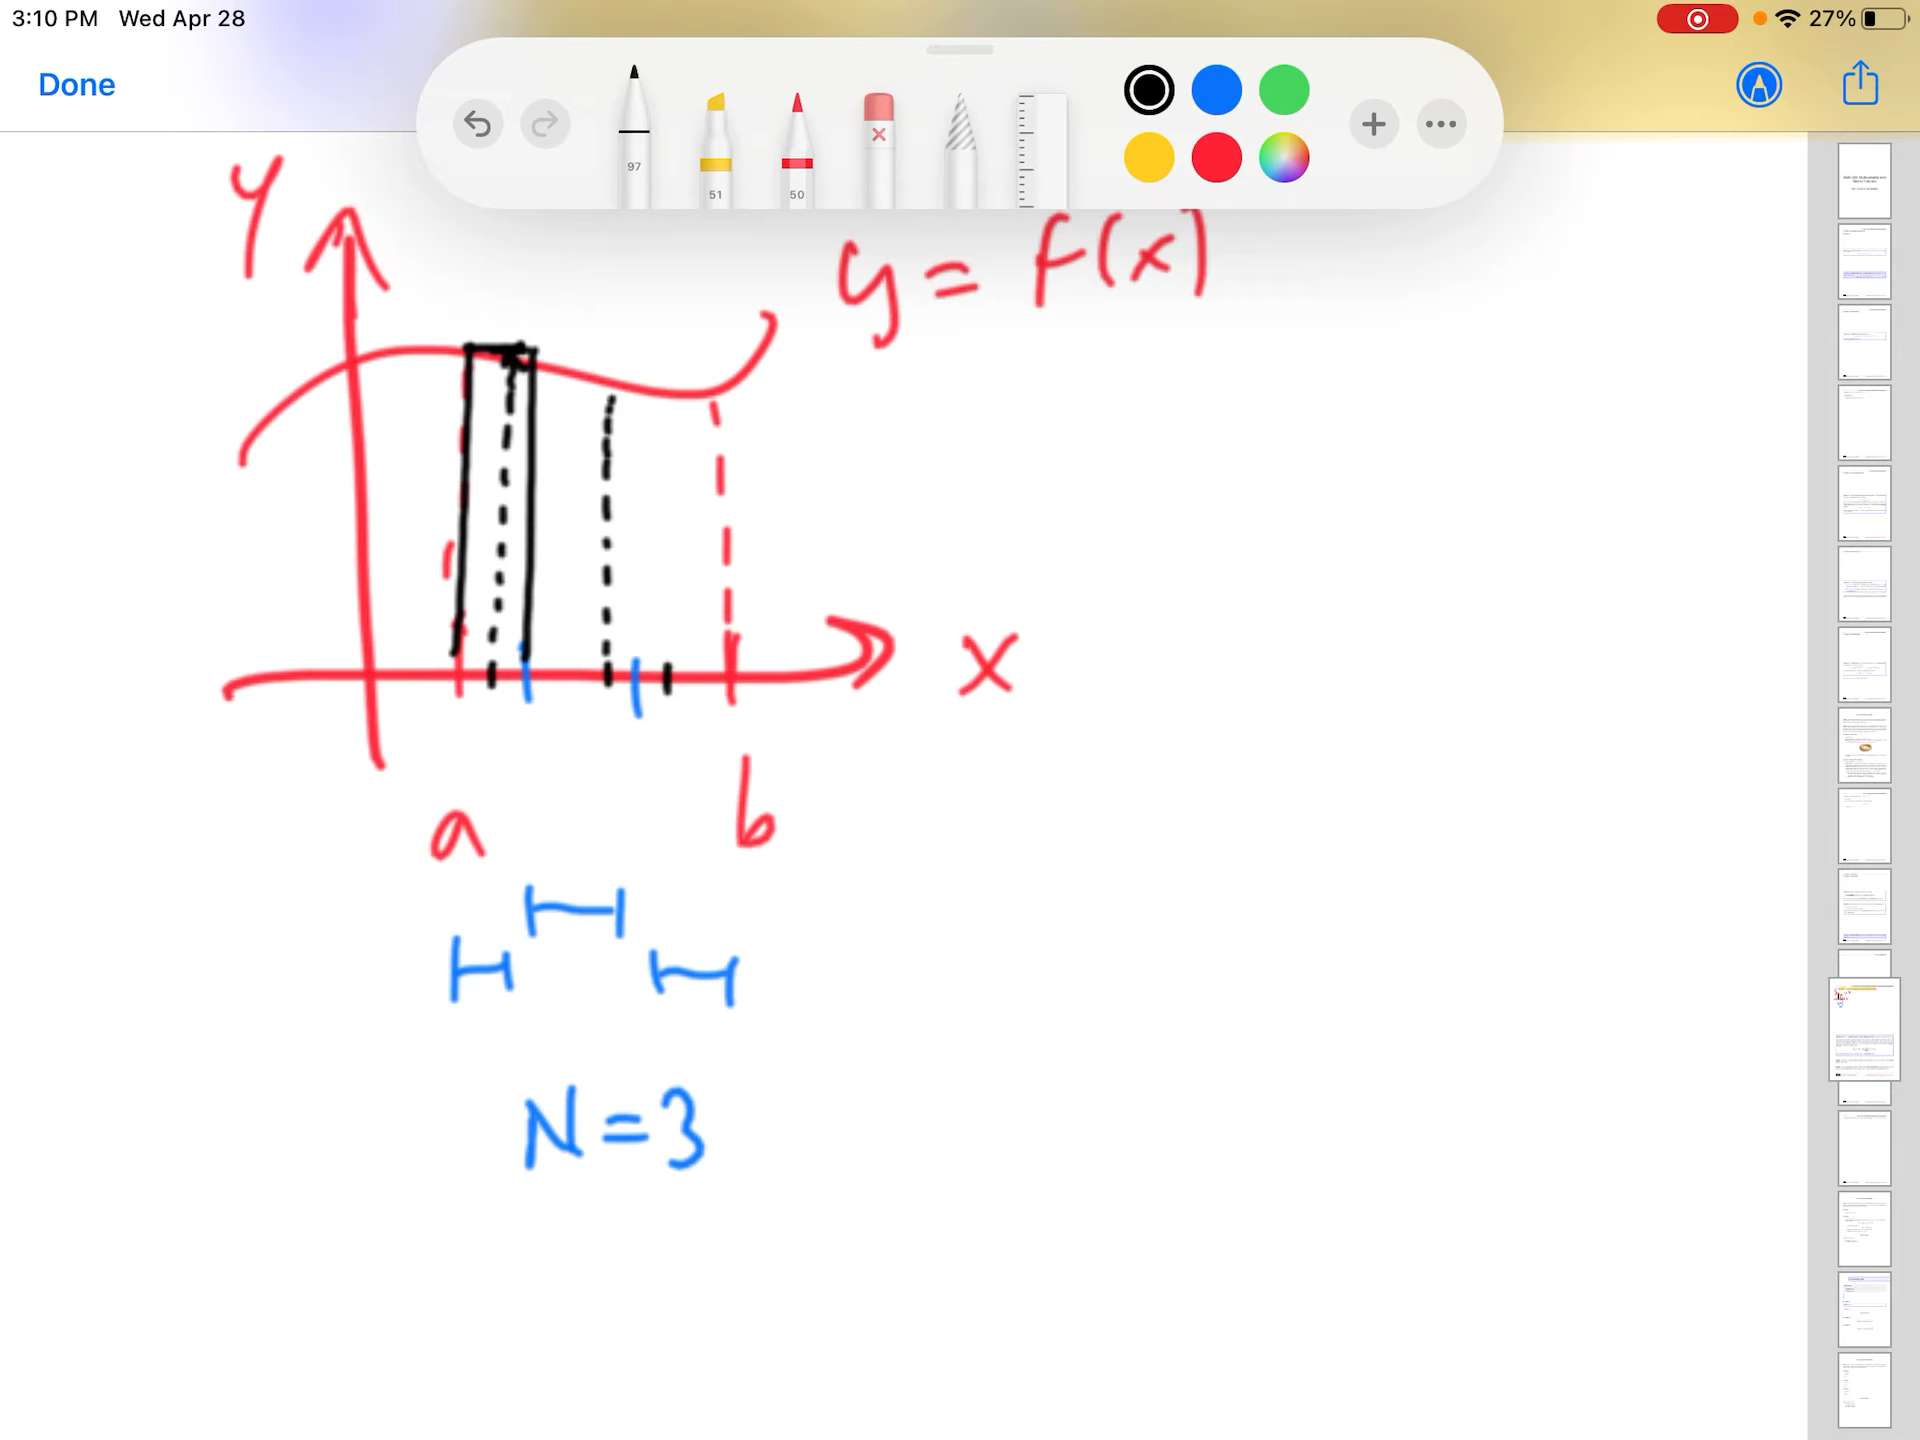 3:10 PM Wed Apr 28
27%
Done
97
51
50
y
y = f(x)
x
a
b
N = 3